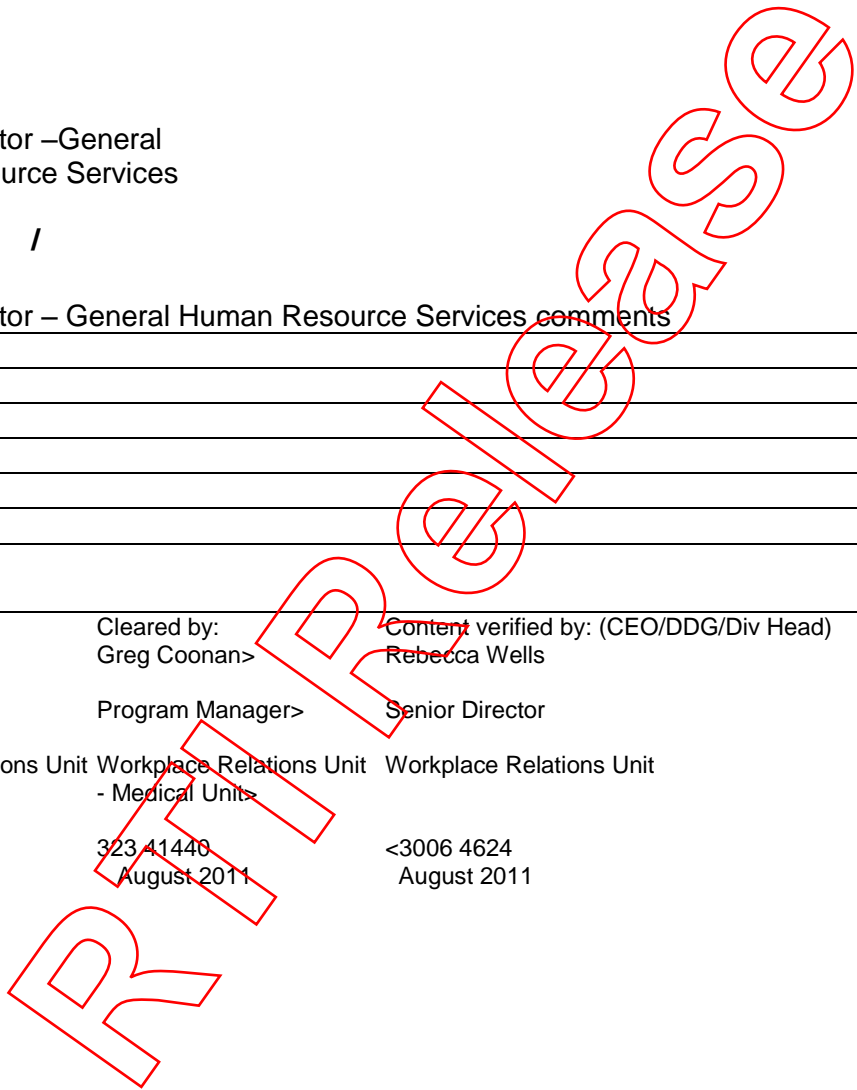 tor –General
urce Services
/
tor – General Human Resource Services comments
Cleared by: Content verified by: (CEO/DDG/Div Head)
Greg Coonan> Rebecca Wells
Program Manager> Senior Director
ons Unit Workplace Relations Unit Workplace Relations Unit
- Medical Unit>
323 41440 <3006 4624
August 2011 August 2011
RTI Release